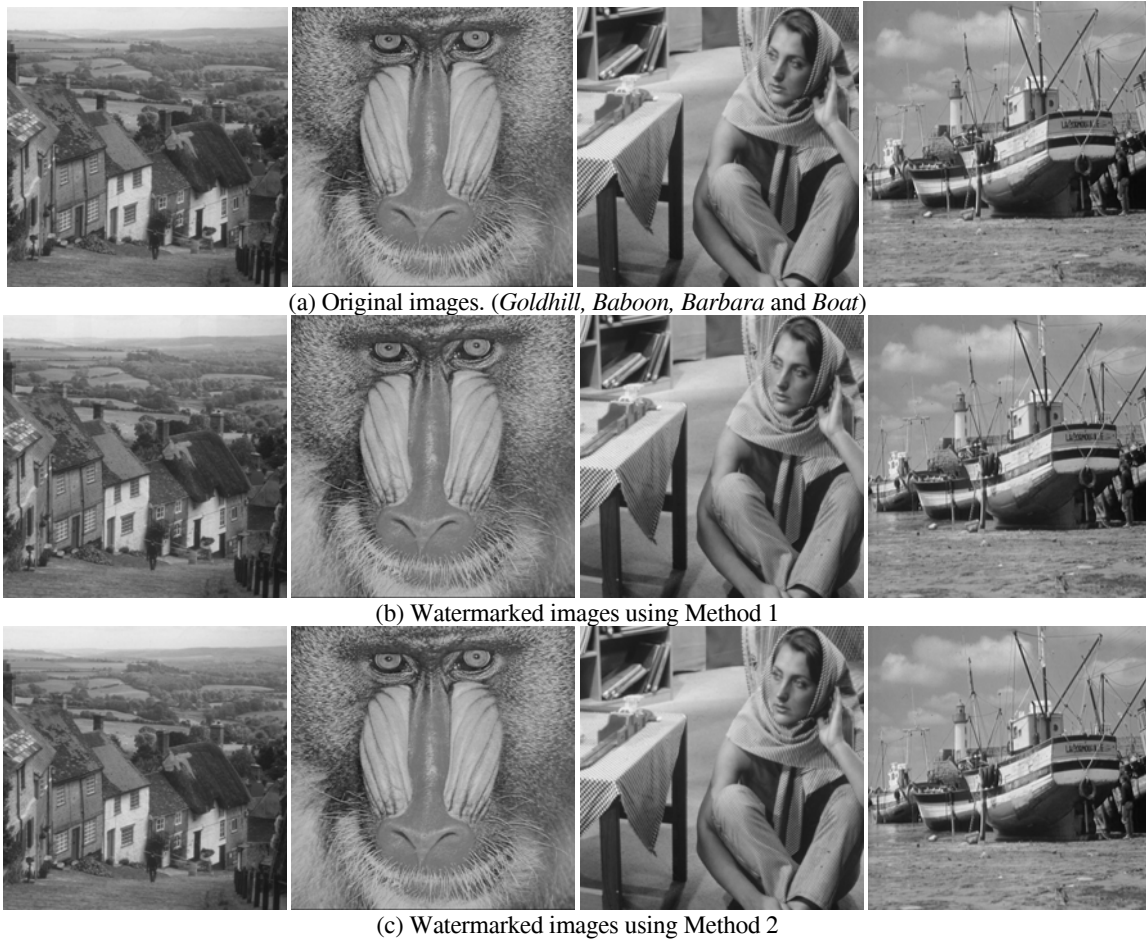 (a) Original images. (Goldhill, Baboon, Barbara and Boat)
(b) Watermarked images using Method 1
(c) Watermarked images using Method 2